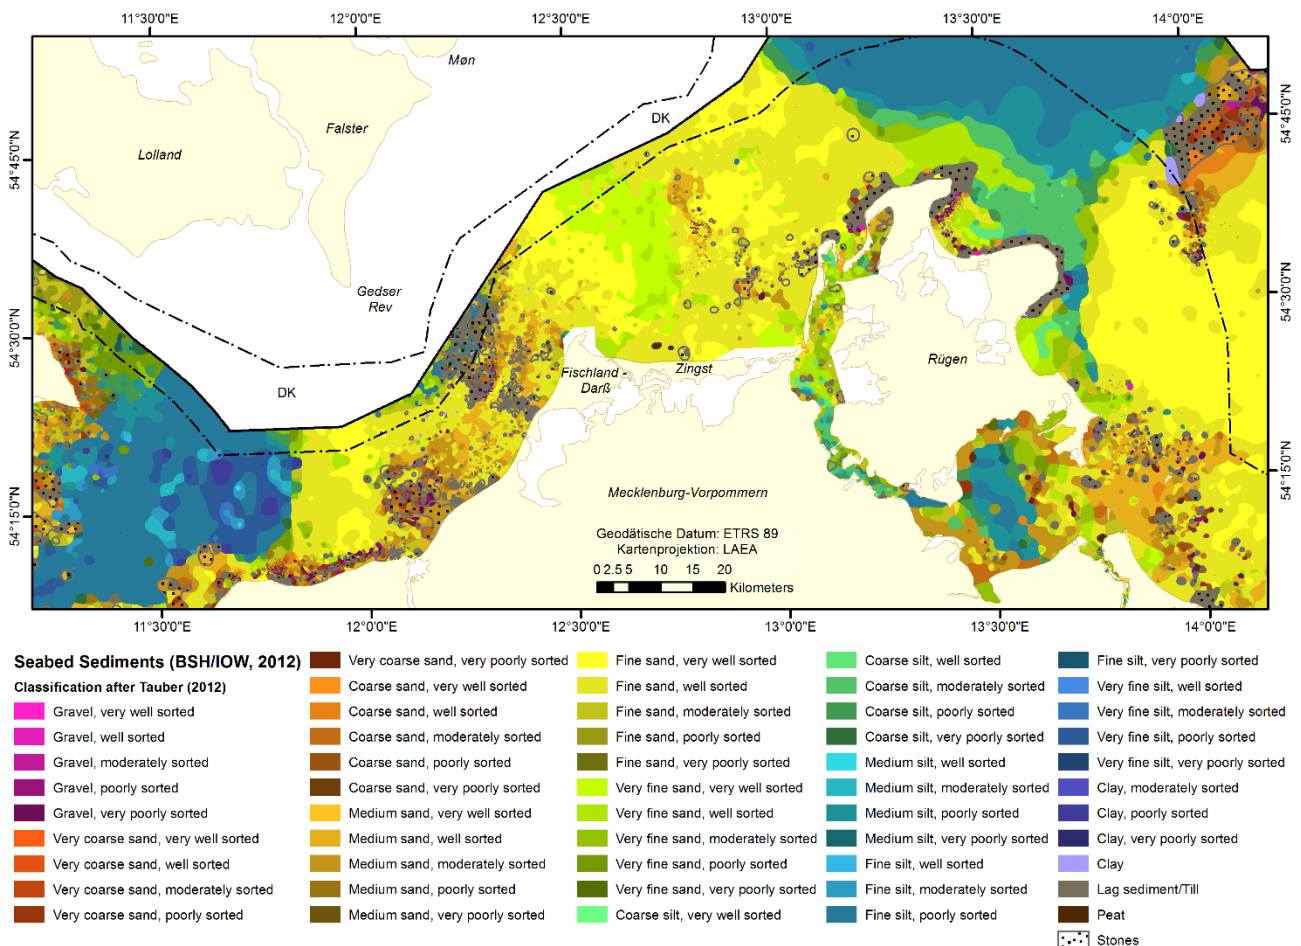 11°30'0"E 12°0'0"E 12°30'0"E 13°0'0"E 13°30'0"E 14°0'0"E
Møn
DK
54°45'0"N
Falster
54°45'0"N
Lolland
Gedser
Rev
54°30'0"N
54°30'0"N
Rügen
Fischland -
Darß
Zingst
DK
54°15'0"N
Mecklenburg-Vorpommern
54°15'0"N
Geodätische Datum: ETRS 89
Kartenprojektion: LAEA
0 2.5 5 10 15 20
Kilometers
11°30'0"E 12°0'0"E 12°30'0"E 13°0'0"E 13°30'0"E 14°0'0"E
Seabed Sediments (BSH/IOW, 2012)
Classification after Tauber (2012)
Gravel, very well sorted
Gravel, well sorted
Gravel, moderately sorted
Gravel, poorly sorted
Gravel, very poorly sorted
Very coarse sand, very well sorted
Very coarse sand, well sorted
Very coarse sand, moderately sorted
Very coarse sand, poorly sorted
Very coarse sand, very poorly sorted
Coarse sand, very well sorted
Coarse sand, well sorted
Coarse sand, moderately sorted
Coarse sand, poorly sorted
Coarse sand, very poorly sorted
Medium sand, very well sorted
Medium sand, well sorted
Medium sand, moderately sorted
Medium sand, poorly sorted
Medium sand, very poorly sorted
Fine sand, very well sorted
Fine sand, well sorted
Fine sand, moderately sorted
Fine sand, poorly sorted
Fine sand, very poorly sorted
Very fine sand, very well sorted
Very fine sand, well sorted
Very fine sand, moderately sorted
Very fine sand, poorly sorted
Very fine sand, very poorly sorted
Coarse silt, very well sorted
Coarse silt, well sorted
Coarse silt, moderately sorted
Coarse silt, poorly sorted
Coarse silt, very poorly sorted
Medium silt, well sorted
Medium silt, moderately sorted
Medium silt, poorly sorted
Medium silt, very poorly sorted
Fine silt, well sorted
Fine silt, moderately sorted
Fine silt, poorly sorted
Fine silt, very poorly sorted
Very fine silt, well sorted
Very fine silt, moderately sorted
Very fine silt, poorly sorted
Very fine silt, very poorly sorted
Clay, moderately sorted
Clay, poorly sorted
Clay, very poorly sorted
Clay
Lag sediment/Till
Peat
Stones